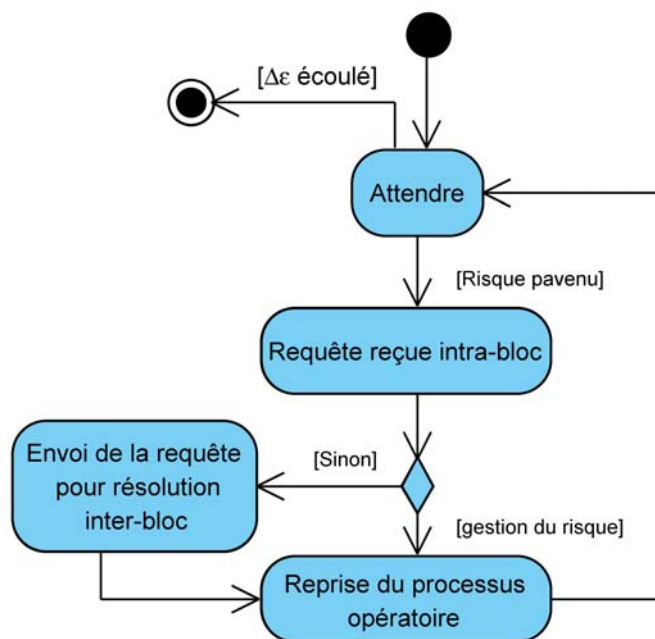 [Δε écoulé]
Attendre
[Risque pavenu]
Requête reçue intra-bloc
Envoi de la requête
pour résolution
inter-bloc
[Sinon]
[gestion du risque]
Reprise du processus
opératoire